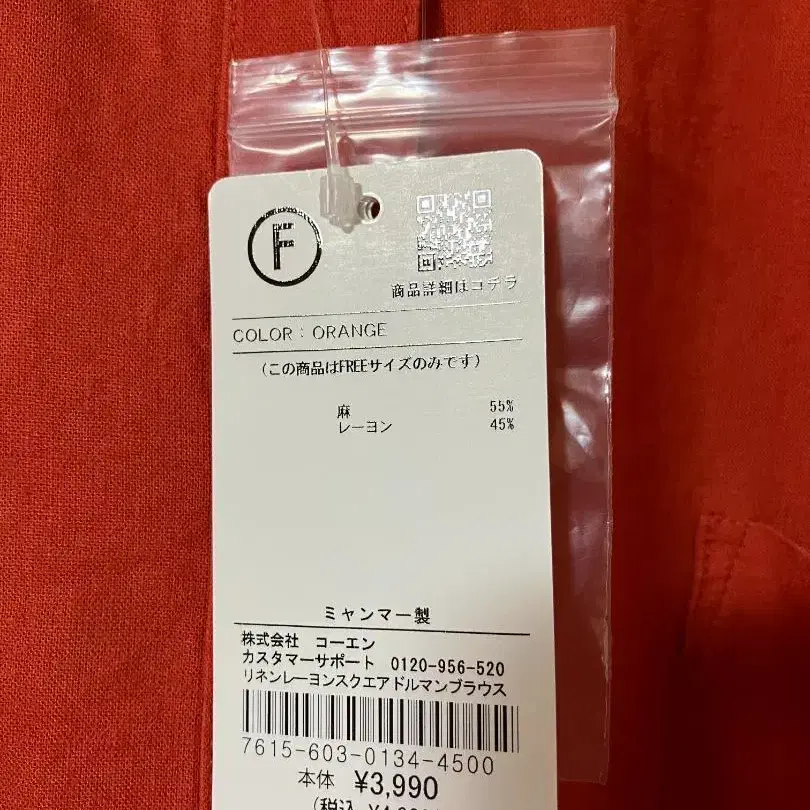 F
商品詳細はコチラ
COLOR : ORANGE
(この商品はFREEサイズのみです)
麻 55%
レーヨン 45%
ミャンマー製
株式会社 コーエン
カスタマーサポート 0120-956-520
リネンレーヨンスクエアドルマンブラウス
7615-603-0134-4500
本体 ¥3,990
(税込